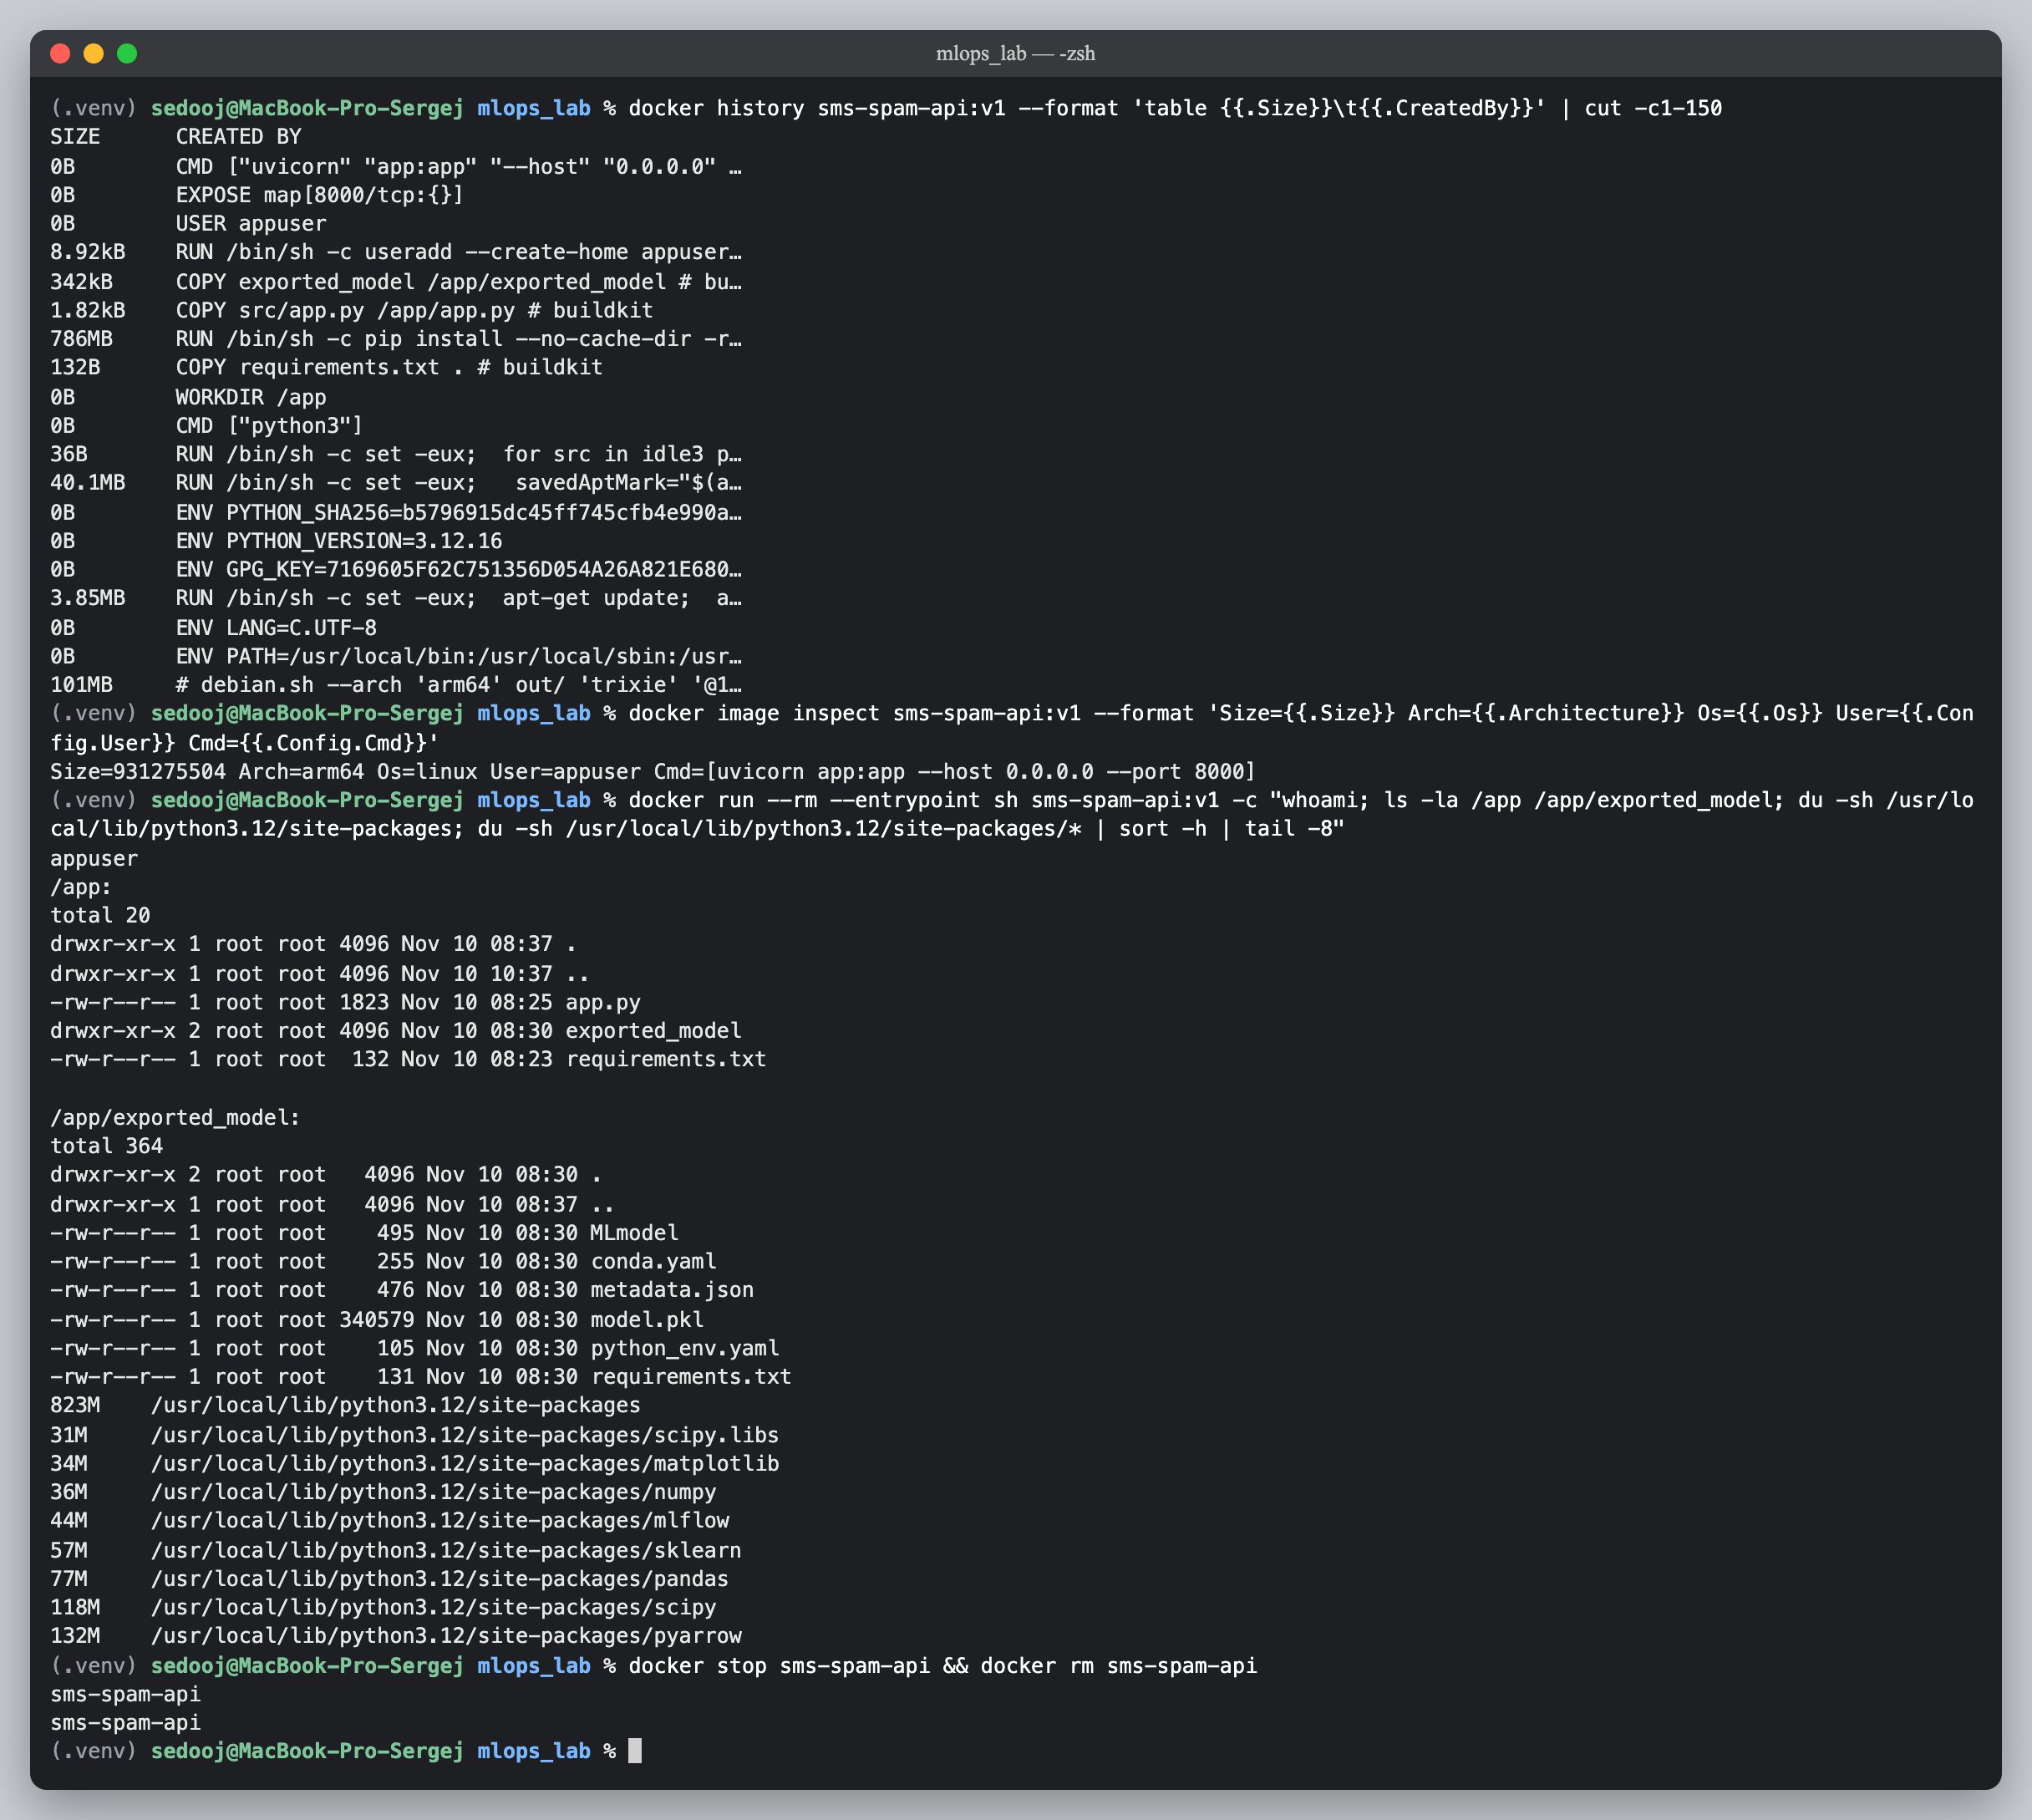 mlops_lab — -zsh
(.venv) sedooj@MacBook-Pro-Sergej mlops_lab % docker history sms-spam-api:v1 --format 'table {{.Size}}\t{{.CreatedBy}}' | cut -c1-150
SIZE      CREATED BY
0B        CMD ["uvicorn" "app:app" "--host" "0.0.0.0" …
0B        EXPOSE map[8000/tcp:{}]
0B        USER appuser
8.92kB    RUN /bin/sh -c useradd --create-home appuser…
342kB     COPY exported_model /app/exported_model # bu…
1.82kB    COPY src/app.py /app/app.py # buildkit
786MB     RUN /bin/sh -c pip install --no-cache-dir -r…
132B      COPY requirements.txt . # buildkit
0B        WORKDIR /app
0B        CMD ["python3"]
36B       RUN /bin/sh -c set -eux;  for src in idle3 p…
40.1MB    RUN /bin/sh -c set -eux;   savedAptMark="$(a…
0B        ENV PYTHON_SHA256=b5796915dc45ff745cfb4e990a…
0B        ENV PYTHON_VERSION=3.12.16
0B        ENV GPG_KEY=7169605F62C751356D054A26A821E680…
3.85MB    RUN /bin/sh -c set -eux;  apt-get update;  a…
0B        ENV LANG=C.UTF-8
0B        ENV PATH=/usr/local/bin:/usr/local/sbin:/usr…
101MB     # debian.sh --arch 'arm64' out/ 'trixie' '@1…
(.venv) sedooj@MacBook-Pro-Sergej mlops_lab % docker image inspect sms-spam-api:v1 --format 'Size={{.Size}} Arch={{.Architecture}} Os={{.Os}} User={{.Con
fig.User}} Cmd={{.Config.Cmd}}'
Size=931275504 Arch=arm64 Os=linux User=appuser Cmd=[uvicorn app:app --host 0.0.0.0 --port 8000]
(.venv) sedooj@MacBook-Pro-Sergej mlops_lab % docker run --rm --entrypoint sh sms-spam-api:v1 -c "whoami; ls -la /app /app/exported_model; du -sh /usr/lo
cal/lib/python3.12/site-packages; du -sh /usr/local/lib/python3.12/site-packages/* | sort -h | tail -8"
appuser
/app:
total 20
drwxr-xr-x 1 root root 4096 Nov 10 08:37 .
drwxr-xr-x 1 root root 4096 Nov 10 10:37 ..
-rw-r--r-- 1 root root 1823 Nov 10 08:25 app.py
drwxr-xr-x 2 root root 4096 Nov 10 08:30 exported_model
-rw-r--r-- 1 root root  132 Nov 10 08:23 requirements.txt

/app/exported_model:
total 364
drwxr-xr-x 2 root root   4096 Nov 10 08:30 .
drwxr-xr-x 1 root root   4096 Nov 10 08:37 ..
-rw-r--r-- 1 root root    495 Nov 10 08:30 MLmodel
-rw-r--r-- 1 root root    255 Nov 10 08:30 conda.yaml
-rw-r--r-- 1 root root    476 Nov 10 08:30 metadata.json
-rw-r--r-- 1 root root 340579 Nov 10 08:30 model.pkl
-rw-r--r-- 1 root root    105 Nov 10 08:30 python_env.yaml
-rw-r--r-- 1 root root    131 Nov 10 08:30 requirements.txt
823M    /usr/local/lib/python3.12/site-packages
31M     /usr/local/lib/python3.12/site-packages/scipy.libs
34M     /usr/local/lib/python3.12/site-packages/matplotlib
36M     /usr/local/lib/python3.12/site-packages/numpy
44M     /usr/local/lib/python3.12/site-packages/mlflow
57M     /usr/local/lib/python3.12/site-packages/sklearn
77M     /usr/local/lib/python3.12/site-packages/pandas
118M    /usr/local/lib/python3.12/site-packages/scipy
132M    /usr/local/lib/python3.12/site-packages/pyarrow
(.venv) sedooj@MacBook-Pro-Sergej mlops_lab % docker stop sms-spam-api && docker rm sms-spam-api
sms-spam-api
sms-spam-api
(.venv) sedooj@MacBook-Pro-Sergej mlops_lab %